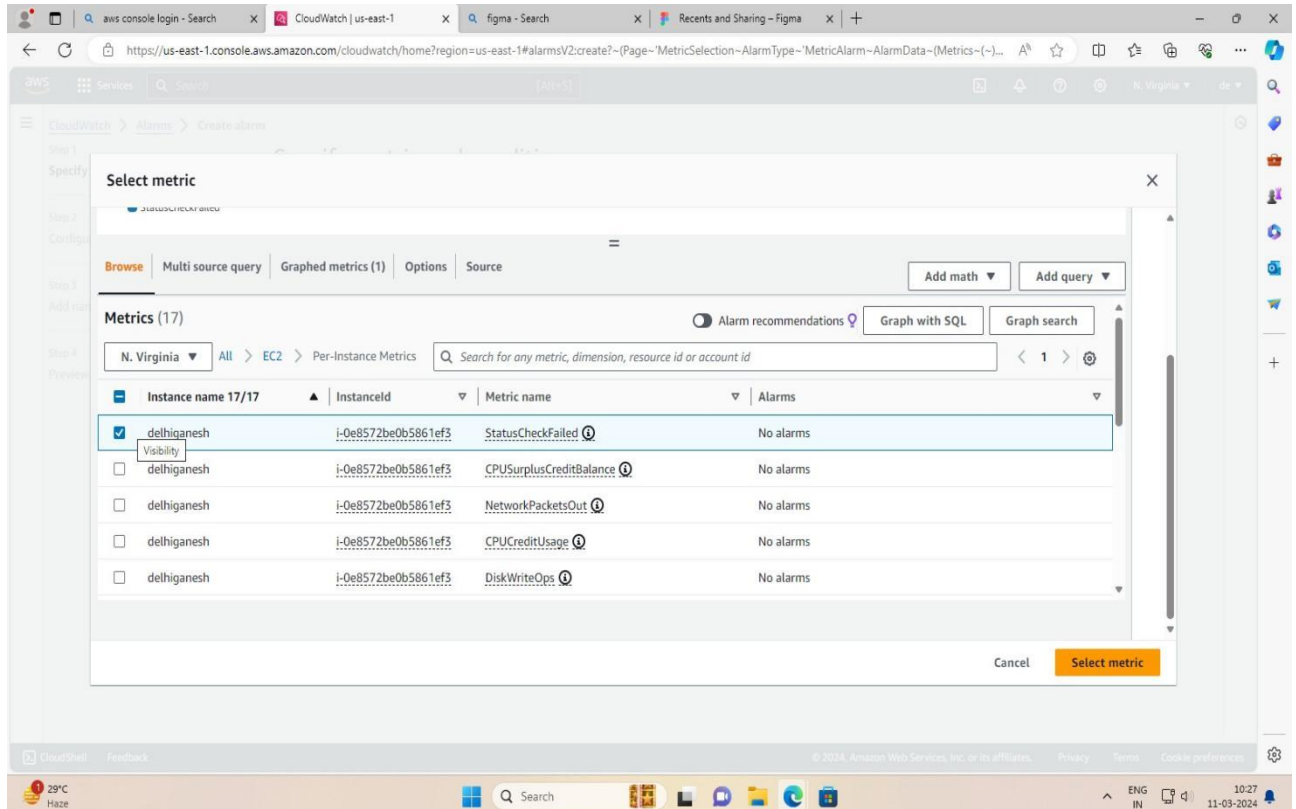 aws console login - Search
CloudWatch | us-east-1
figma - Search
Recents and Sharing – Figma
https://us-east-1.console.aws.amazon.com/cloudwatch/home?region=us-east-1#alarmsV2:create?~(Page~'MetricSelection~AlarmType~'MetricAlarm~AlarmData~(Metrics~(~)...
aws Services Search [Alt+S] N. Virginia
CloudWatch > Alarms > Create alarm
Step 1
Specify
Select metric
StatusCheckFailed
Step 2
Step 3
Step 4
Browse Multi source query Graphed metrics (1) Options Source Add math Add query
Metrics (17) Alarm recommendations Graph with SQL Graph search
N. Virginia All > EC2 > Per-Instance Metrics Search for any metric, dimension, resource id or account id 1
Instance name 17/17 InstanceId Metric name Alarms
delhiganesh i-0e8572be0b5861ef3 StatusCheckFailed No alarms
Visibility
delhiganesh i-0e8572be0b5861ef3 CPUSurplusCreditBalance No alarms
delhiganesh i-0e8572be0b5861ef3 NetworkPacketsOut No alarms
delhiganesh i-0e8572be0b5861ef3 CPUCreditUsage No alarms
delhiganesh i-0e8572be0b5861ef3 DiskWriteOps No alarms
Cancel Select metric
CloudShell Feedback © 2024, Amazon Web Services, Inc. or its affiliates. Privacy Terms Cookie preferences
1 29°C Haze
Search
ENG IN
10:27
11-03-2024